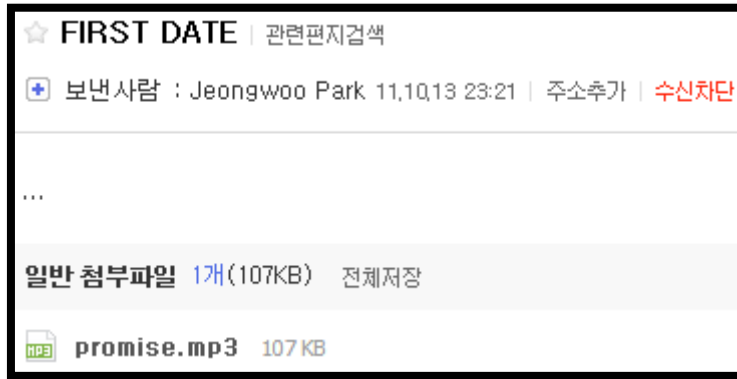 FIRST DATE | 관련편지검색
보낸사람 : Jeongwoo Park 11,10,13 23:21 | 주소추가 | 수신차단
...
일반 첨부파일 1개(107KB) 전체저장
MP3 promise.mp3 107 KB